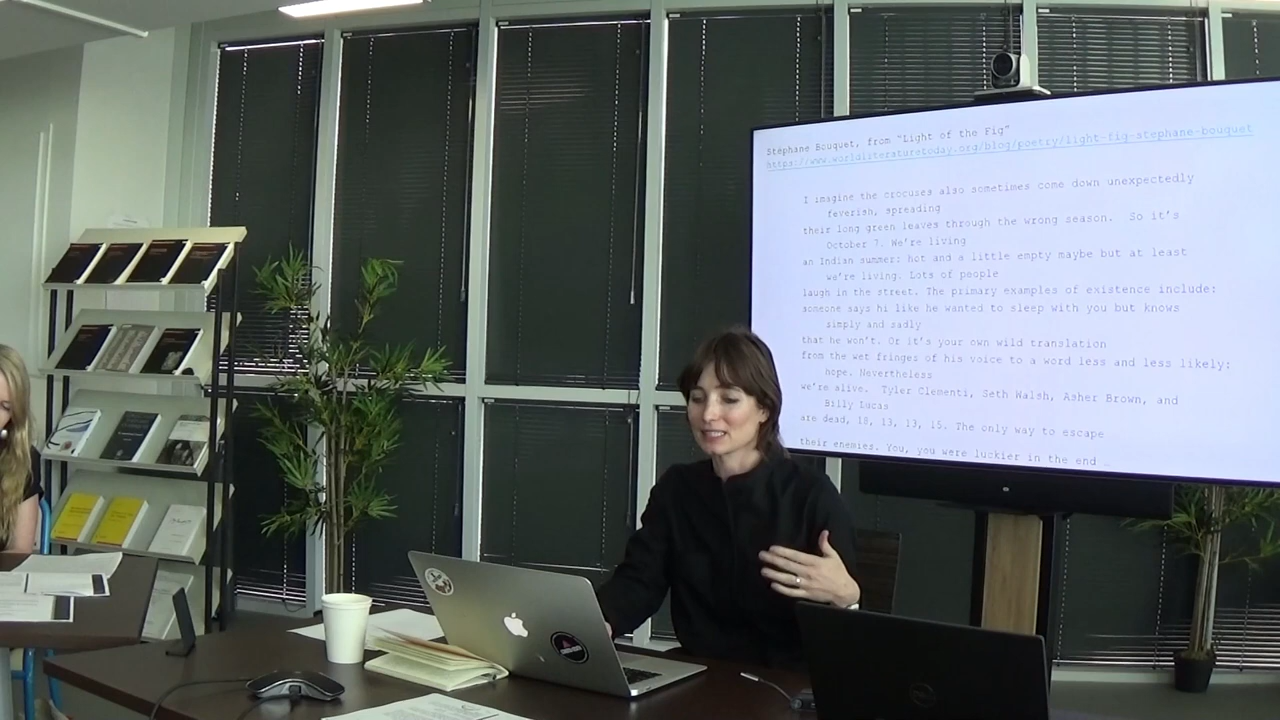 Stéphane Bouquet, from "Light of the Fig"
https://www.worldliteraturetoday.org/blog/poetry/light-fig-stephane-bouquet
I imagine the crocuses also sometimes come down unexpectedly
feverish, spreading
their long green leaves through the wrong season. So it's
October 7. We're living
an Indian summer: hot and a little empty maybe but at least
we're living. Lots of people
laugh in the street. The primary examples of existence include:
someone says hi like he wanted to sleep with you but knows
simply and sadly
that he won't. Or it's your own wild translation
from the wet fringes of his voice to a word less and less likely:
hope. Nevertheless
we're alive. Tyler Clementi, Seth Walsh, Asher Brown, and
Billy Lucas
are dead, 18, 13, 13, 15. The only way to escape
their enemies. You, you were luckier in the end …
DELL